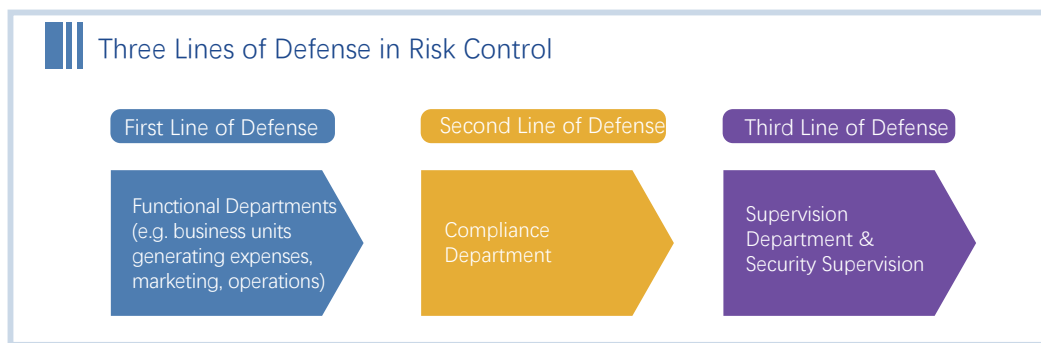 Three Lines of Defense in Risk Control
First Line of Defense
Second Line of Defense
Third Line of Defense
Functional Departments
(e.g. business units
generating expenses,
marketing, operations)
Compliance
Department
Supervision
Department &
Security Supervision